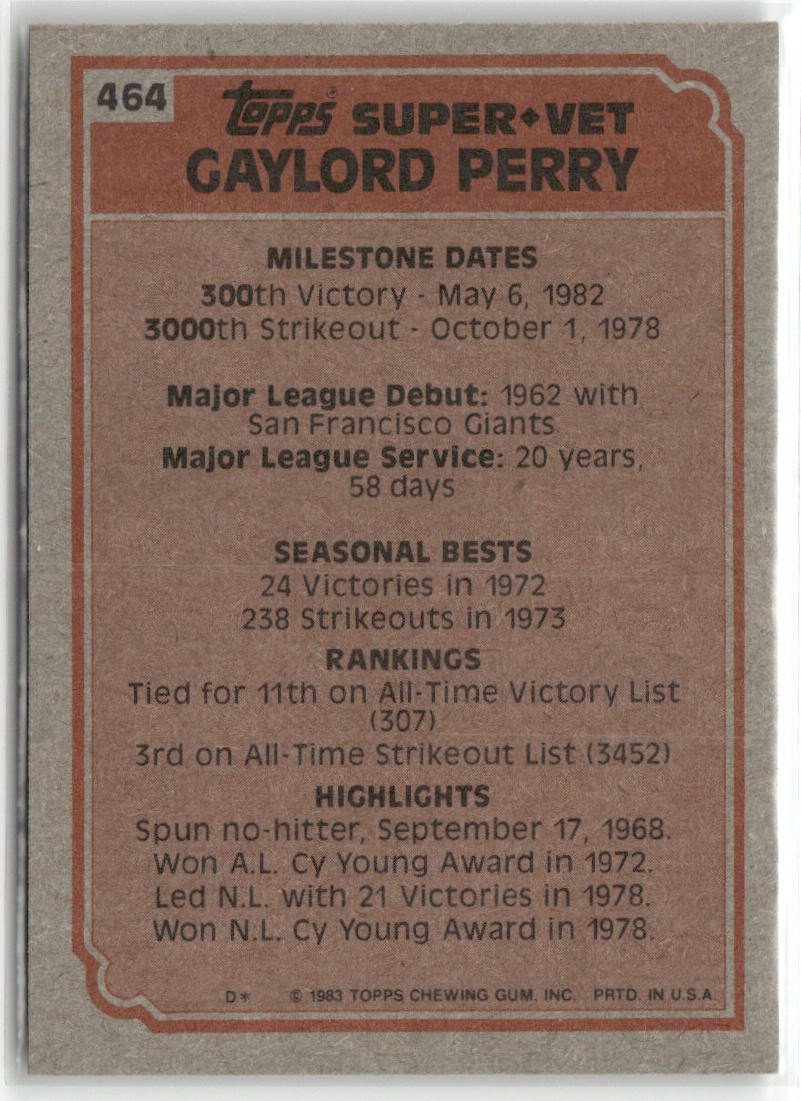 464
Topps® SUPER◆VET
GAYLORD PERRY
MILESTONE DATES
300th Victory - May 6, 1982
3000th Strikeout - October 1, 1978
Major League Debut: 1962 with
San Francisco Giants
Major League Service: 20 years,
58 days
SEASONAL BESTS
24 Victories in 1972
238 Strikeouts in 1973
RANKINGS
Tied for 11th on All-Time Victory List
(307)
3rd on All-Time Strikeout List (3452)
HIGHLIGHTS
Spun no-hitter, September 17, 1968.
Won A.L. Cy Young Award in 1972.
Led N.L. with 21 Victories in 1978.
Won N.L. Cy Young Award in 1978.
D* © 1983 TOPPS CHEWING GUM, INC. PRTD. IN U.S.A.